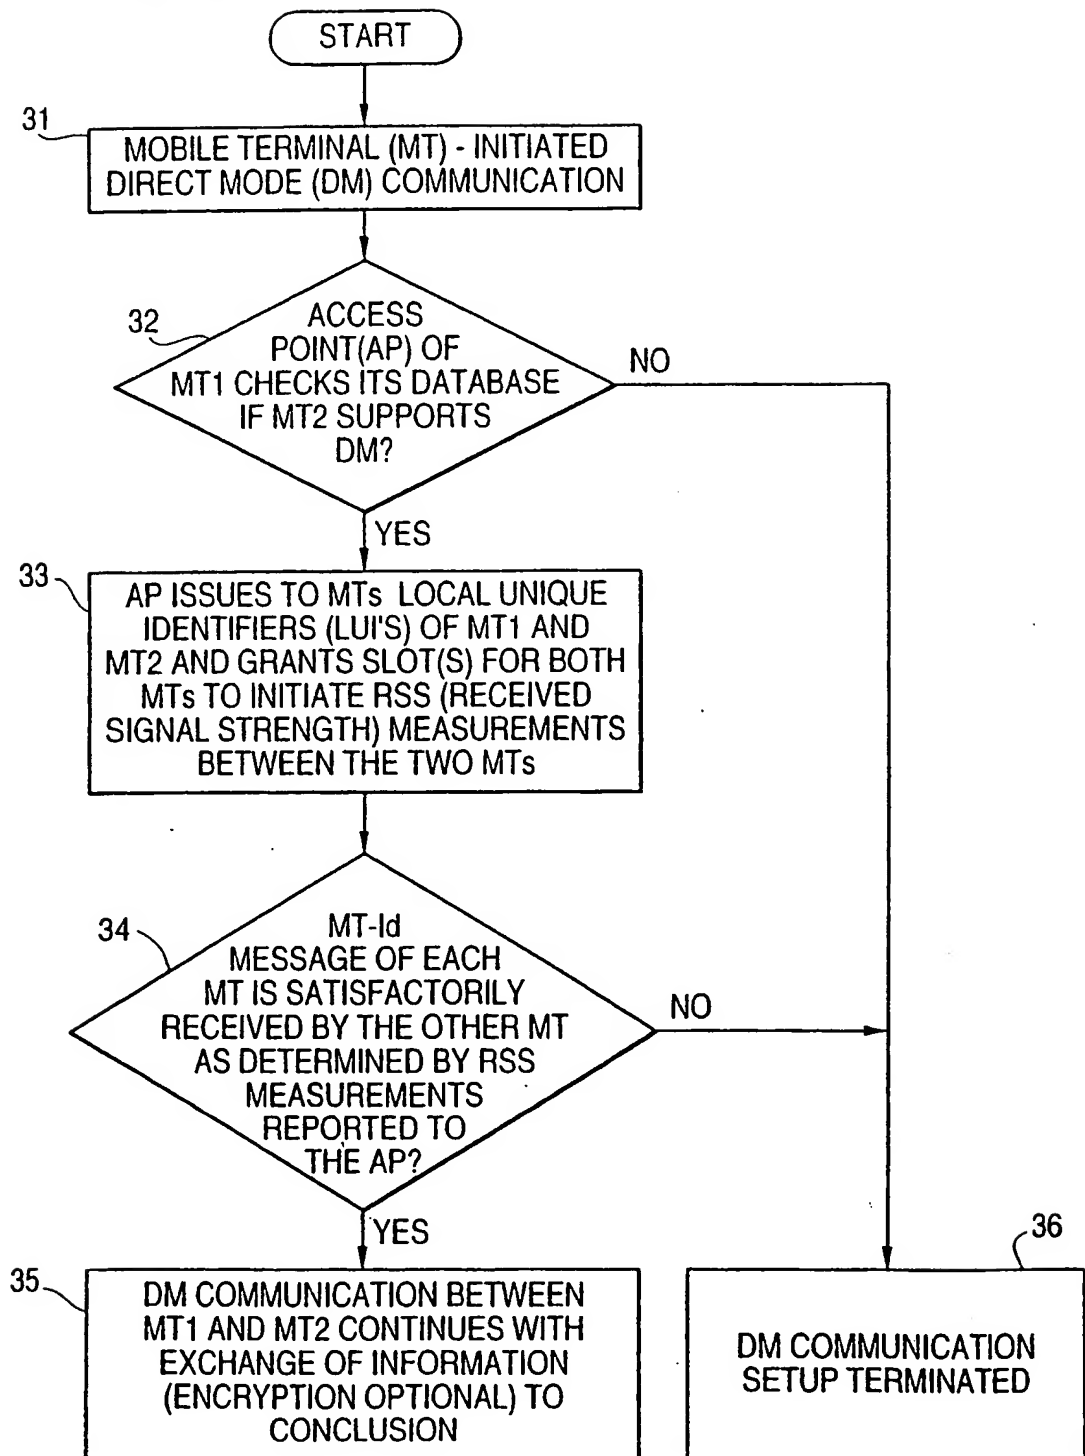 START
31
MOBILE TERMINAL (MT) - INITIATED
DIRECT MODE (DM) COMMUNICATION
32
ACCESS
POINT(AP) OF
MT1 CHECKS ITS DATABASE
IF MT2 SUPPORTS
DM?
NO
YES
33
AP ISSUES TO MTs LOCAL UNIQUE
IDENTIFIERS (LUI'S) OF MT1 AND
MT2 AND GRANTS SLOT(S) FOR BOTH
MTs TO INITIATE RSS (RECEIVED
SIGNAL STRENGTH) MEASUREMENTS
BETWEEN THE TWO MTs
34
MT-Id
MESSAGE OF EACH
MT IS SATISFACTORILY
RECEIVED BY THE OTHER MT
AS DETERMINED BY RSS
MEASUREMENTS
REPORTED TO
THE AP?
NO
YES
35
DM COMMUNICATION BETWEEN
MT1 AND MT2 CONTINUES WITH
EXCHANGE OF INFORMATION
(ENCRYPTION OPTIONAL) TO
CONCLUSION
36
DM COMMUNICATION
SETUP TERMINATED